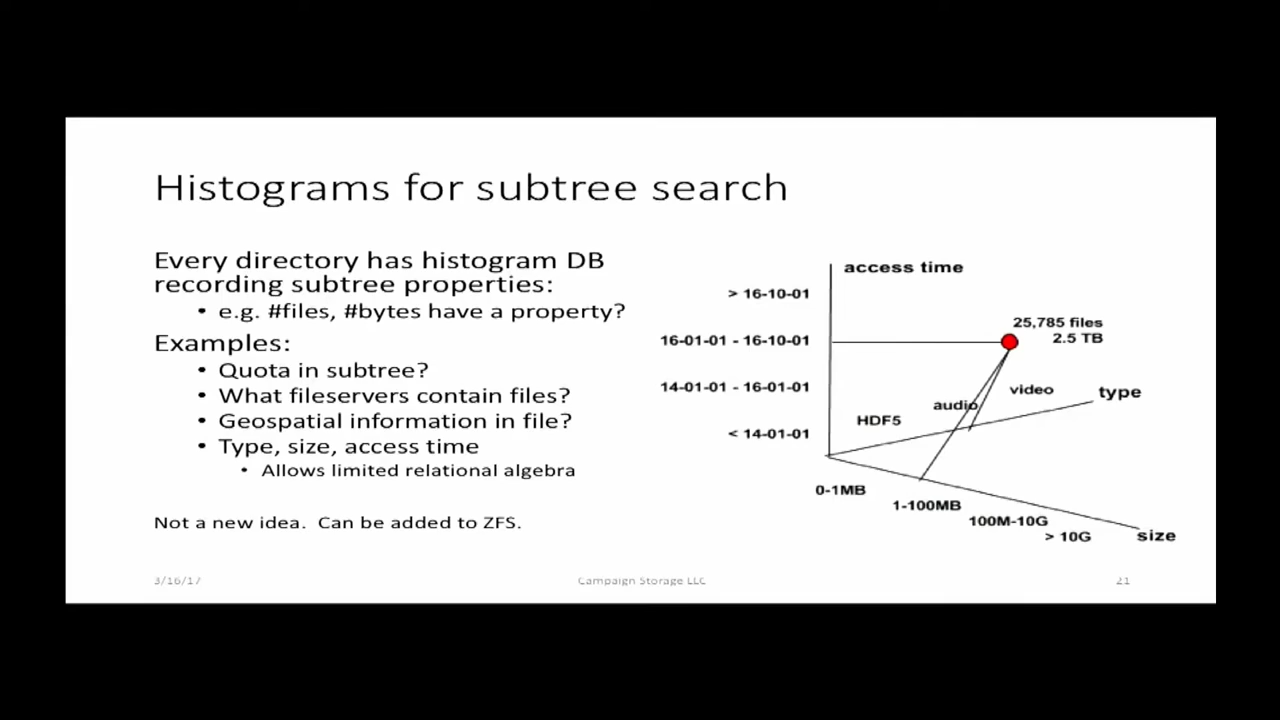 Histograms for subtree search
Every directory has histogram DB
recording subtree properties:
• e.g. #files, #bytes have a property?
Examples:
• Quota in subtree?
• What fileservers contain files?
• Geospatial information in file?
• Type, size, access time
• Allows limited relational algebra
Not a new idea. Can be added to ZFS.
access time
> 16-10-01
16-01-01 - 16-10-01
14-01-01 - 16-01-01
< 14-01-01
25,785 files
2.5 TB
HDF5
audio
video
type
0-1MB
1-100MB
100M-10G
> 10G
size
3/16/17
Campaign Storage LLC
21